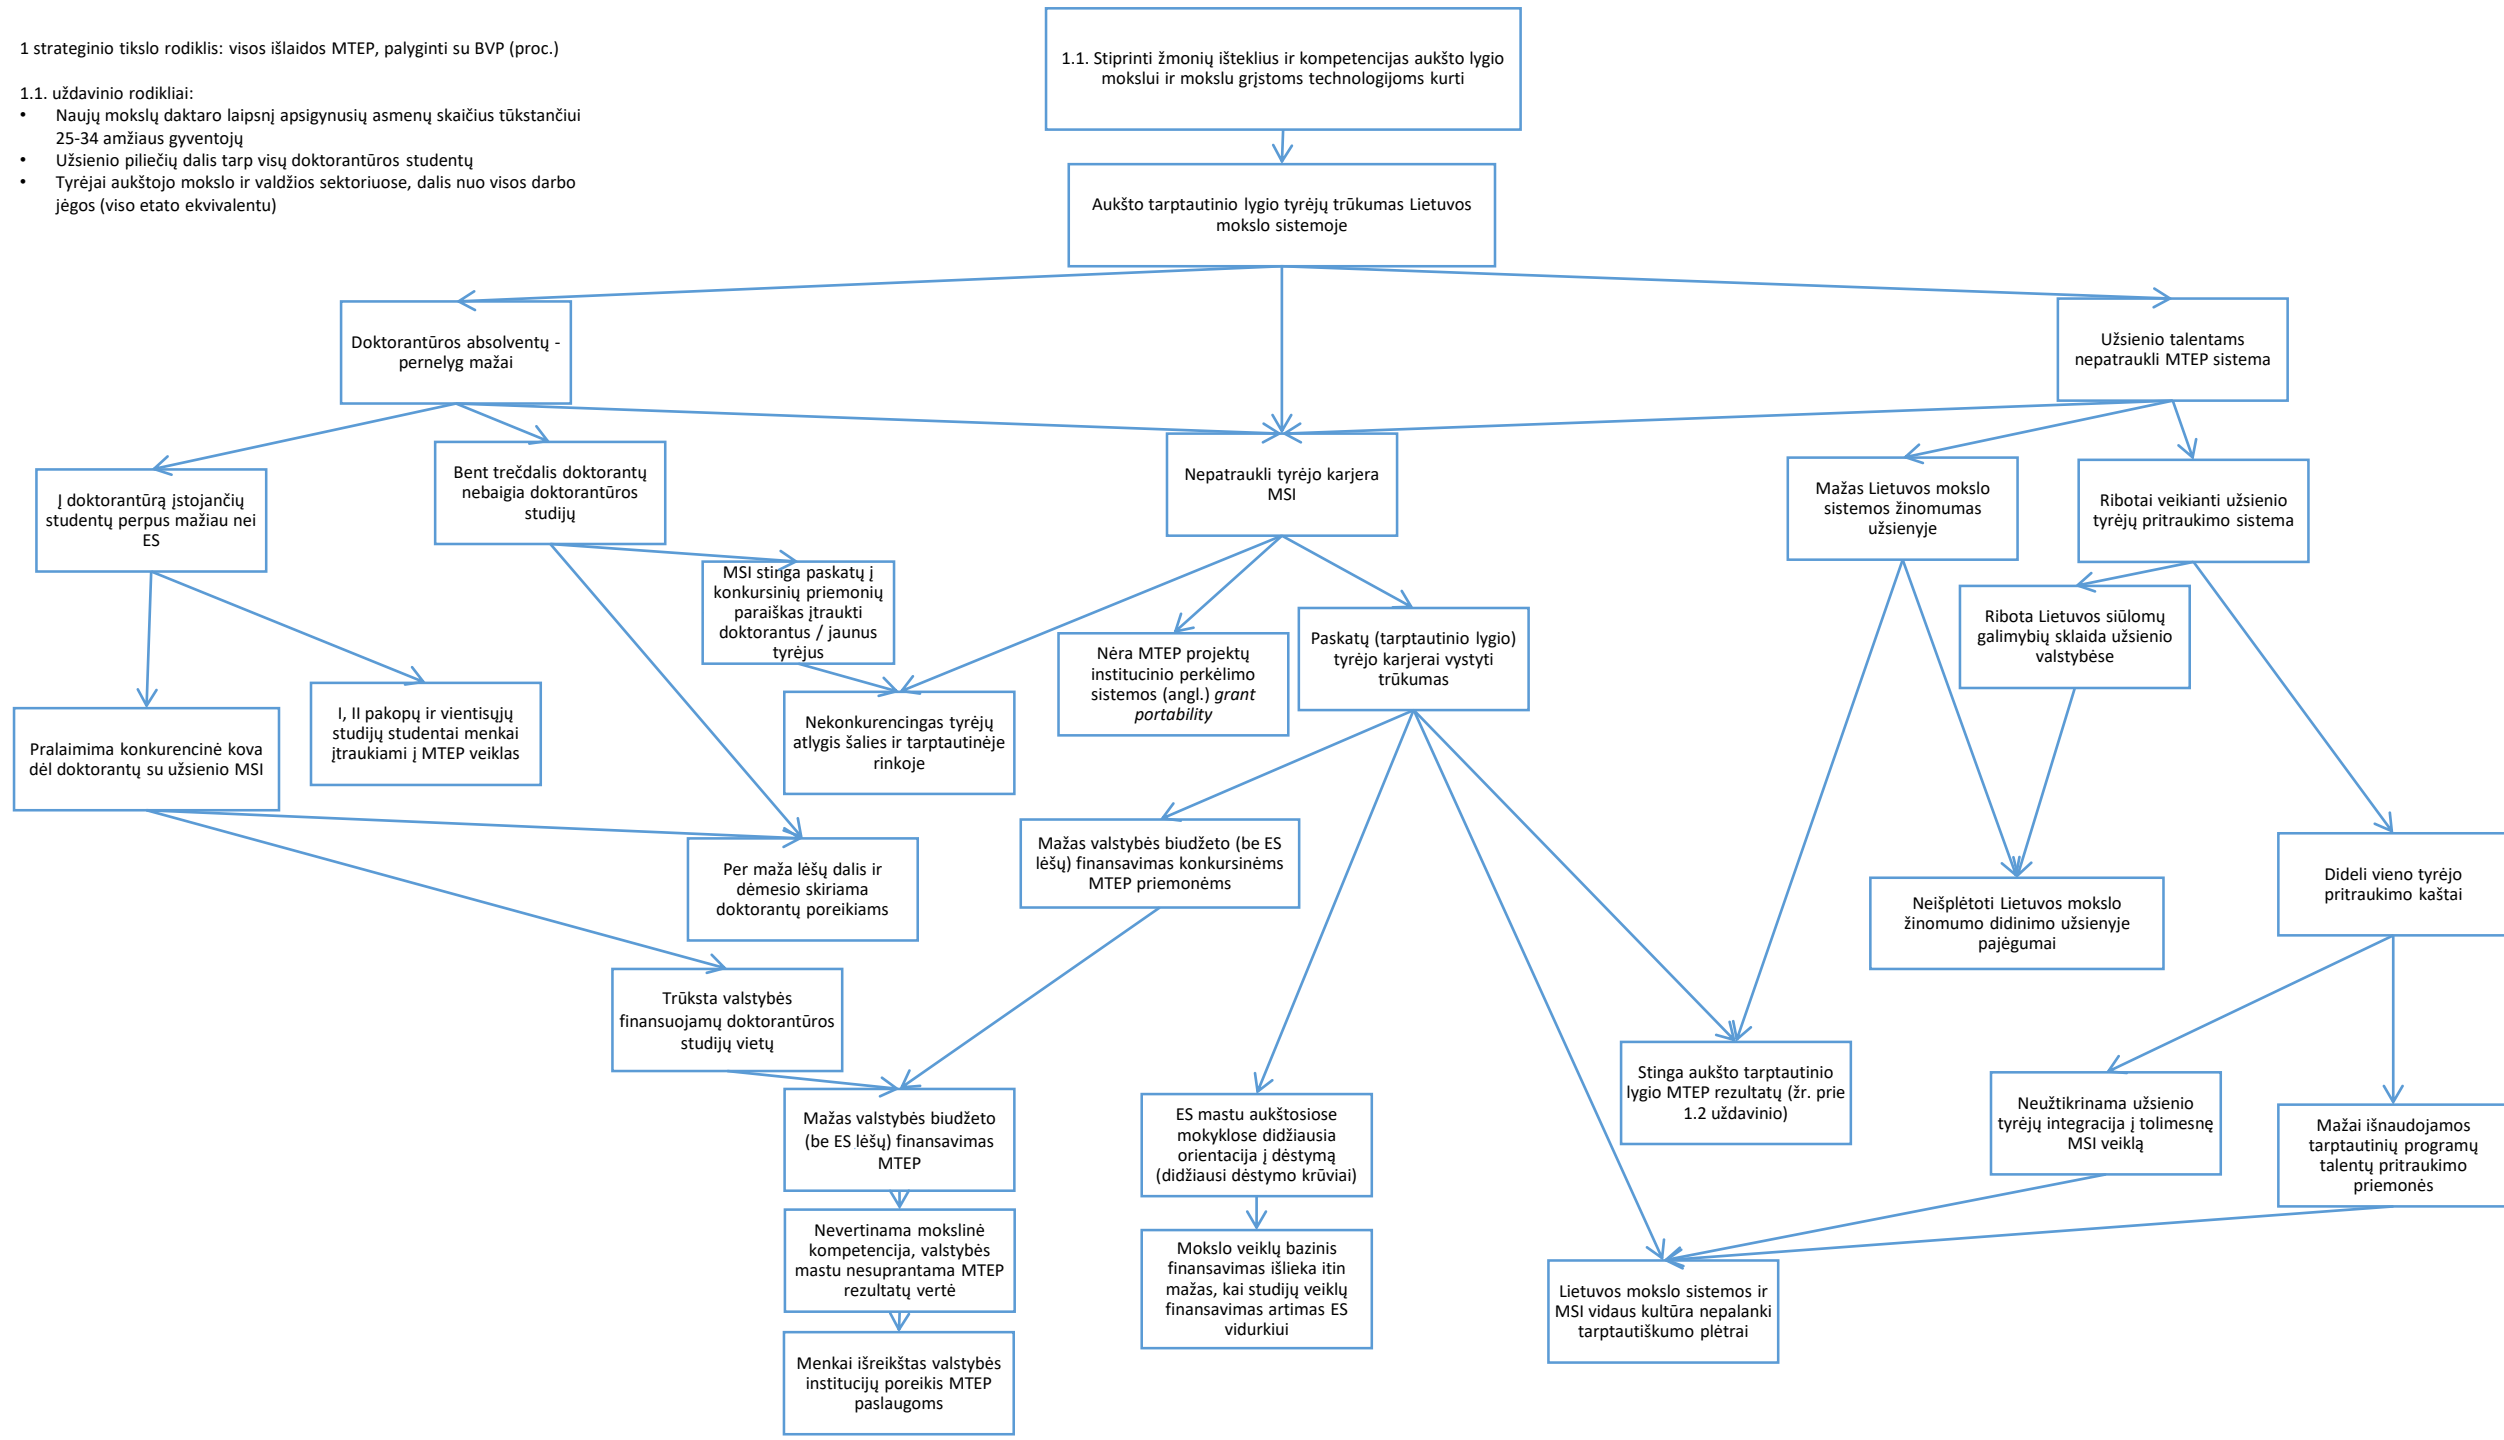 1 strateginio tikslo rodiklis: visos išlaidos MTEP, palyginti su BVP (proc.)
1.1. uždavinio rodikliai:
• Naujų mokslų daktaro laipsnį apsigynusių asmenų skaičius tūkstančiui
25-34 amžiaus gyventojų
• Užsienio piliečių dalis tarp visų doktorantūros studentų
• Tyrėjai aukštojo mokslo ir valdžios sektoriuose, dalis nuo visos darbo
jėgos (viso etato ekvivalentu)
1.1. Stiprinti žmonių išteklius ir kompetencijas aukšto lygio
mokslui ir mokslu grįstoms technologijoms kurti
Aukšto tarptautinio lygio tyrėjų trūkumas Lietuvos
mokslo sistemoje
Doktorantūros absolventų -
pernelyg mažai
Užsienio talentams
nepatraukli MTEP sistema
Į doktorantūrą įstojančių
studentų perpus mažiau nei
ES
Bent trečdalis doktorantų
nebaigia doktorantūros
studijų
Nepatraukli tyrėjo karjera
MSI
Mažas Lietuvos mokslo
sistemos žinomumas
užsienyje
Ribotai veikianti užsienio
tyrėjų pritraukimo sistema
MSI stinga paskatų į
konkursinių priemonių
paraiškas įtraukti
doktorantus / jaunus
tyrėjus
Nėra MTEP projektų
institucinio perkėlimo
sistemos (angl.) grant
portability
Paskatų (tarptautinio lygio)
tyrėjo karjerai vystyti
trūkumas
Ribota Lietuvos siūlomų
galimybių sklaida užsienio
valstybėse
Pralaimima konkurencinė kova
dėl doktorantų su užsienio MSI
I, II pakopų ir vientisųjų
studijų studentai menkai
įtraukiami į MTEP veiklas
Nekonkurencingas tyrėjų
atlygis šalies ir tarptautinėje
rinkoje
Per maža lėšų dalis ir
dėmesio skiriama
doktorantų poreikiams
Mažas valstybės biudžeto (be ES
lėšų) finansavimas konkursinėms
MTEP priemonėms
Neišplėtoti Lietuvos mokslo
žinomumo didinimo užsienyje
pajėgumai
Dideli vieno tyrėjo
pritraukimo kaštai
Trūksta valstybės
finansuojamų doktorantūros
studijų vietų
Stinga aukšto tarptautinio
lygio MTEP rezultatų (žr. prie
1.2 uždavinio)
Mažas valstybės biudžeto
(be ES lėšų) finansavimas
MTEP
ES mastu aukštosiose
mokyklose didžiausia
orientacija į dėstymą
(didžiausi dėstymo krūviai)
Neužtikrinama užsienio
tyrėjų integracija į tolimesnę
MSI veiklą
Mažai išnaudojamos
tarptautinių programų
talentų pritraukimo
priemonės
Nevertinama mokslinė
kompetencija, valstybės
mastu nesuprantama MTEP
rezultatų vertė
Mokslo veiklų bazinis
finansavimas išlieka itin
mažas, kai studijų veiklų
finansavimas artimas ES
vidurkiui
Lietuvos mokslo sistemos ir
MSI vidaus kultūra nepalanki
tarptautiškumo plėtrai
Menkai išreikštas valstybės
institucijų poreikis MTEP
paslaugoms